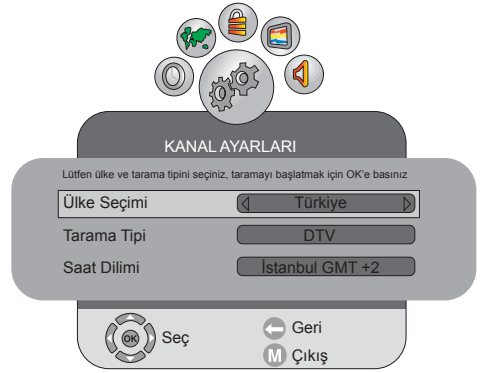 KANAL AYARLARI
Lütfen ülke ve tarama tipini seçiniz, taramayı başlatmak için OK'e basınız
Ülke Seçimi Türkiye
Tarama Tipi DTV
Saat Dilimi İstanbul GMT +2
OK Seç Geri
M Çıkış